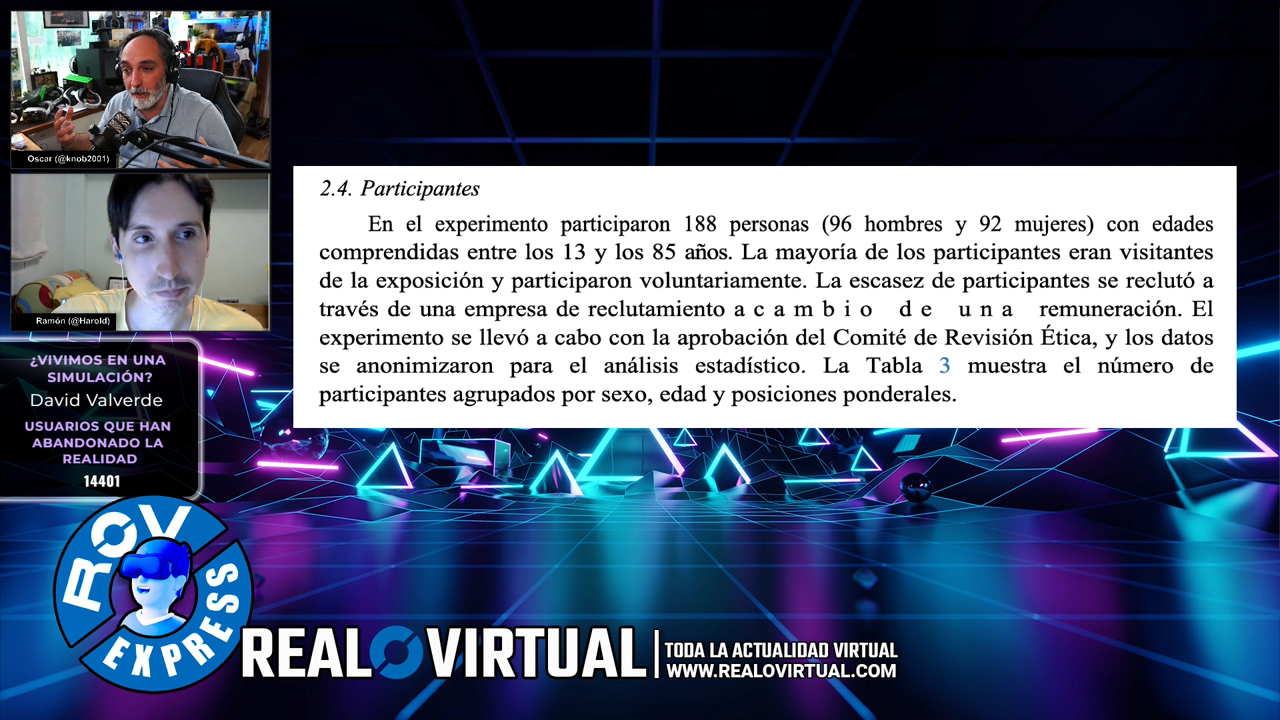 Oscar (@knob2001)
Ramón (@Harold)
¿VIVIMOS EN UNA
SIMULACIÓN?
David Valverde
USUARIOS QUE HAN
ABANDONADO LA
REALIDAD
14401
2.4. Participantes
En el experimento participaron 188 personas (96 hombres y 92 mujeres) con edades
comprendidas entre los 13 y los 85 años. La mayoría de los participantes eran visitantes
de la exposición y participaron voluntariamente. La escasez de participantes se reclutó a
través de una empresa de reclutamiento a c a m b i o d e u n a remuneración. El
experimento se llevó a cabo con la aprobación del Comité de Revisión Ética, y los datos
se anonimizaron para el análisis estadístico. La Tabla 3 muestra el número de
participantes agrupados por sexo, edad y posiciones ponderales.
ROV
EXPRESS
REAL O VIRTUAL
TODA LA ACTUALIDAD VIRTUAL
WWW.REALOVIRTUAL.COM